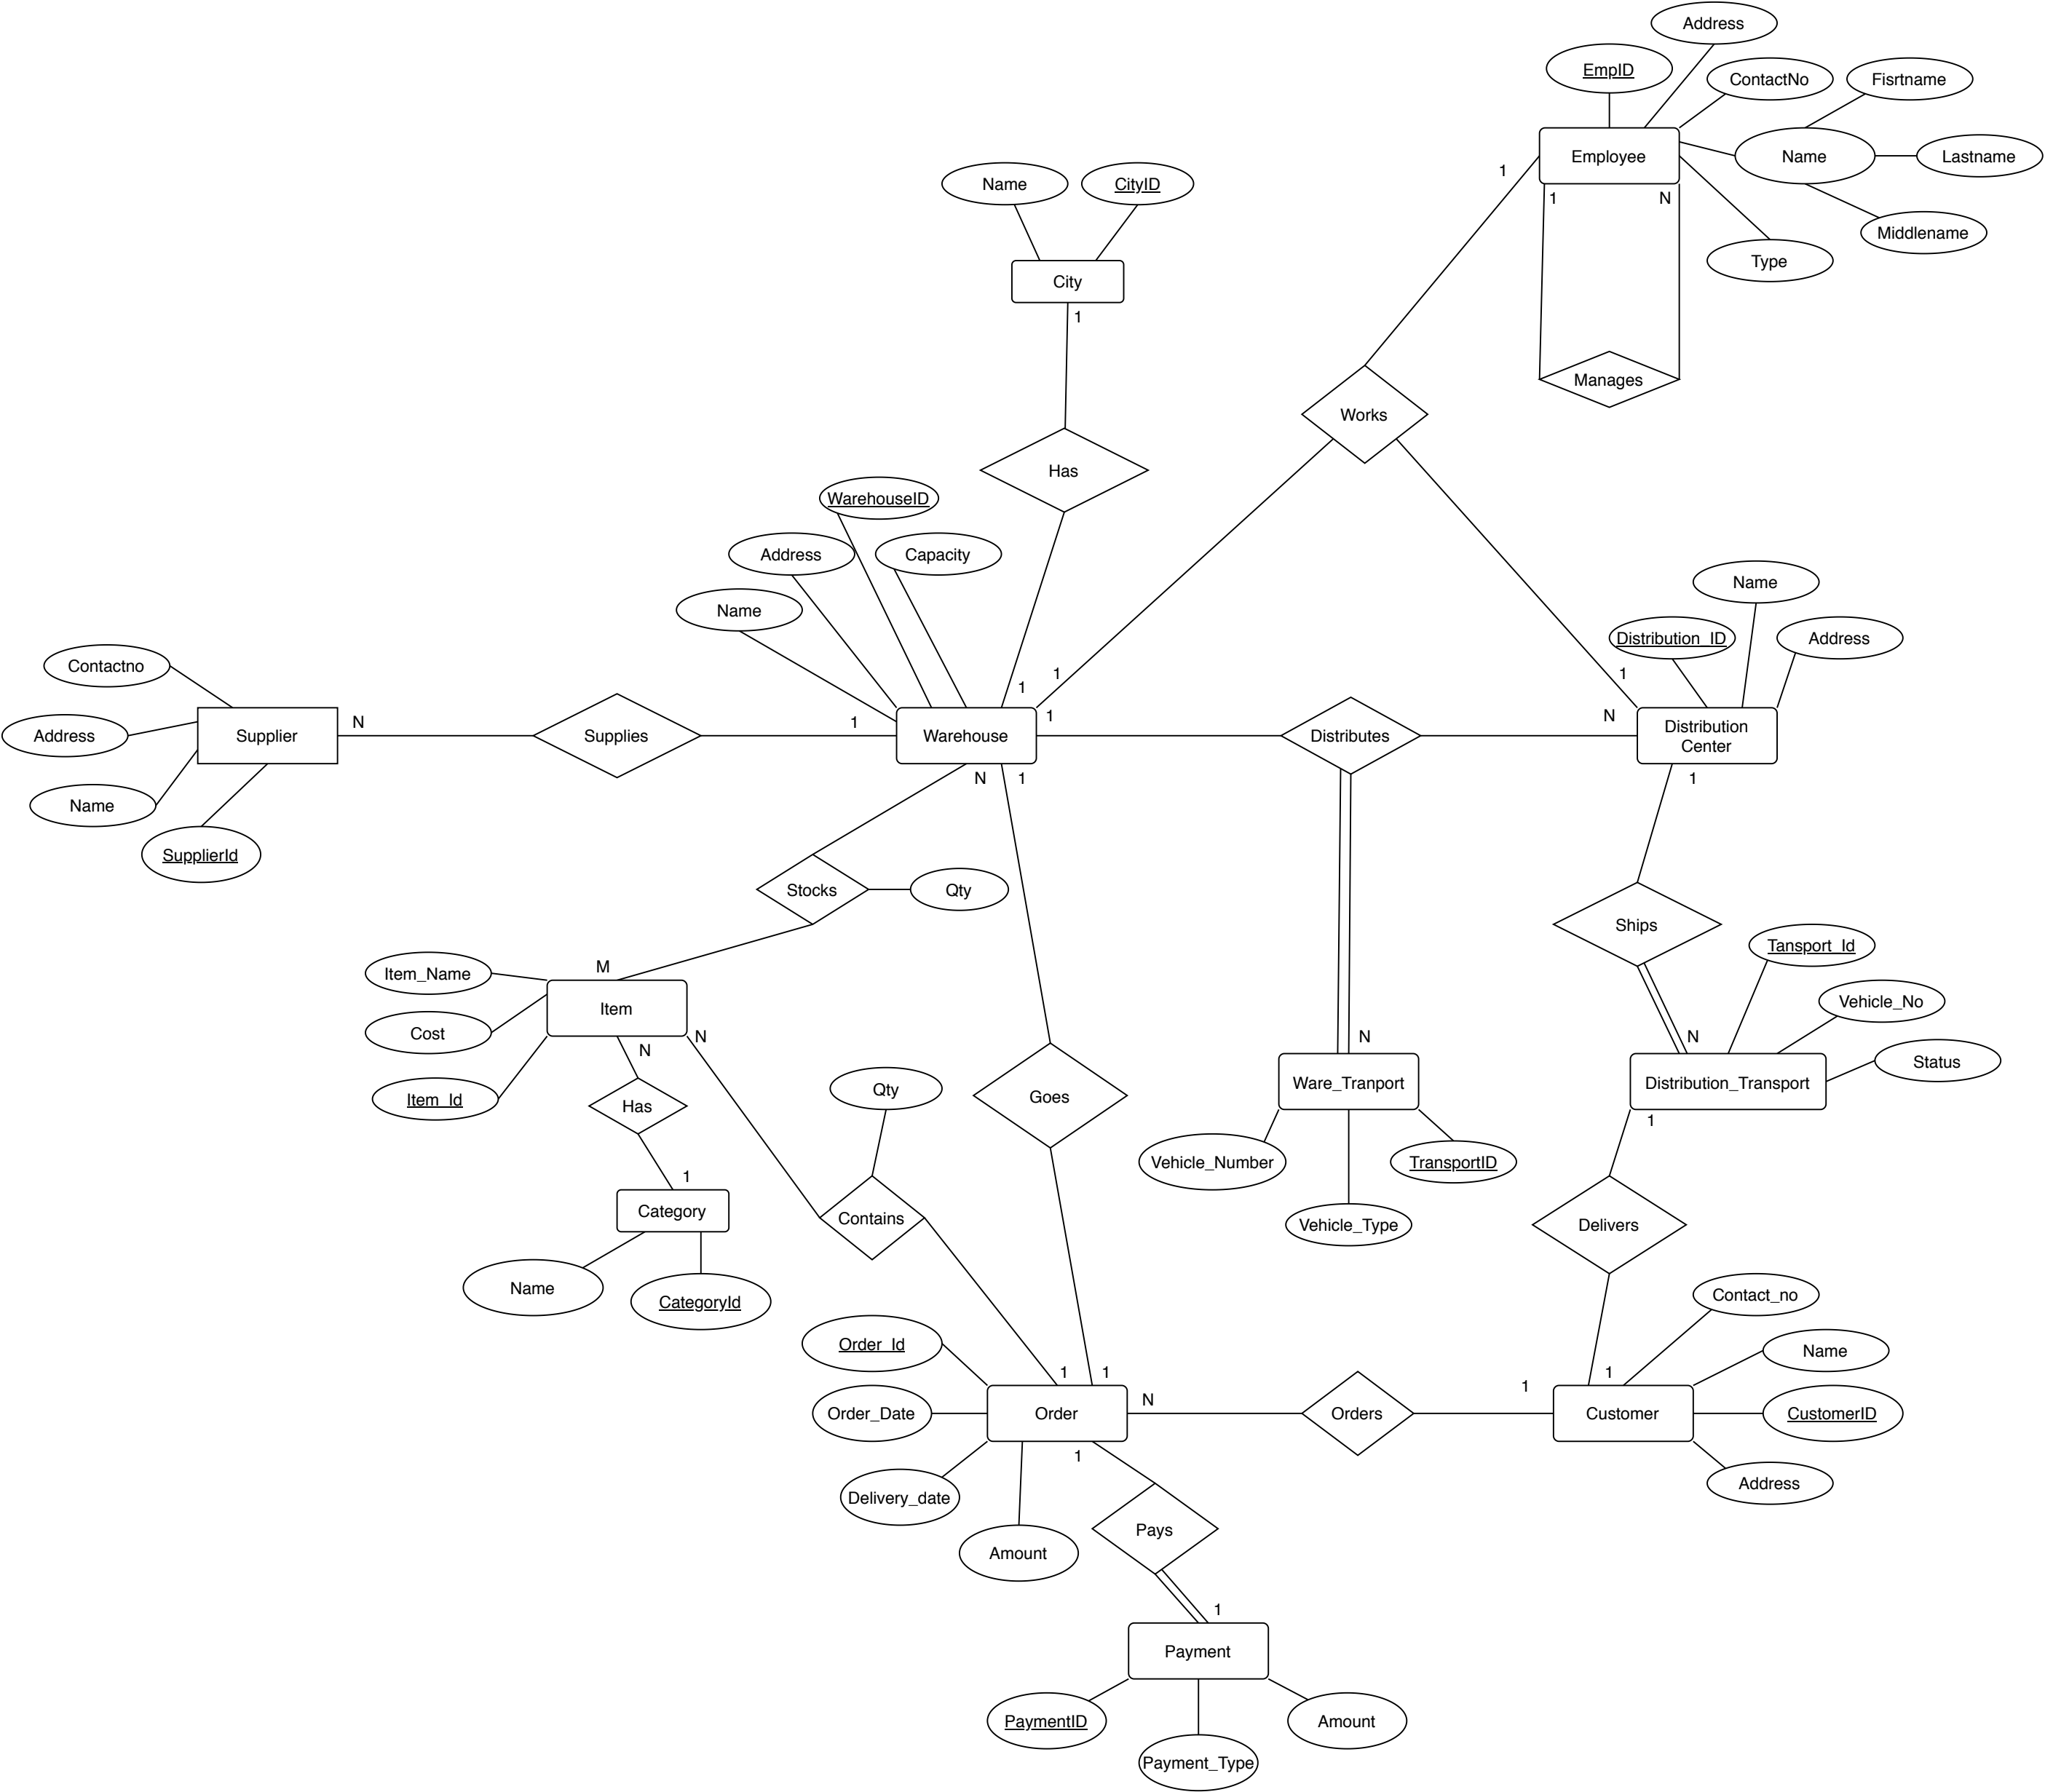 Address
EmpID
ContactNo
Fisrtname
Employee
Name
Lastname
1
1
N
Name
CityID
Middlename
Type
City
1
Manages
Works
Has
WarehouseID
Address
Capacity
Name
Name
Distribution_ID
Address
Contactno
1
1
1
1
N
N
1
Address
Supplier
Supplies
Warehouse
Distributes
Distribution
Center
Name
N
1
1
SupplierId
Stocks
Qty
Ships
Tansport_Id
Item_Name
M
Vehicle_No
Item
Cost
N
N
N
N
Status
Qty
Goes
Ware_Tranport
Distribution_Transport
Item_Id
Has
1
Vehicle_Number
TransportID
1
Category
Contains
Vehicle_Type
Delivers
Name
CategoryId
Contact_no
Order_Id
Name
1
1
N
1
1
Order_Date
Order
Orders
Customer
CustomerID
1
Delivery_date
Address
Amount
Pays
1
Payment
PaymentID
Amount
Payment_Type